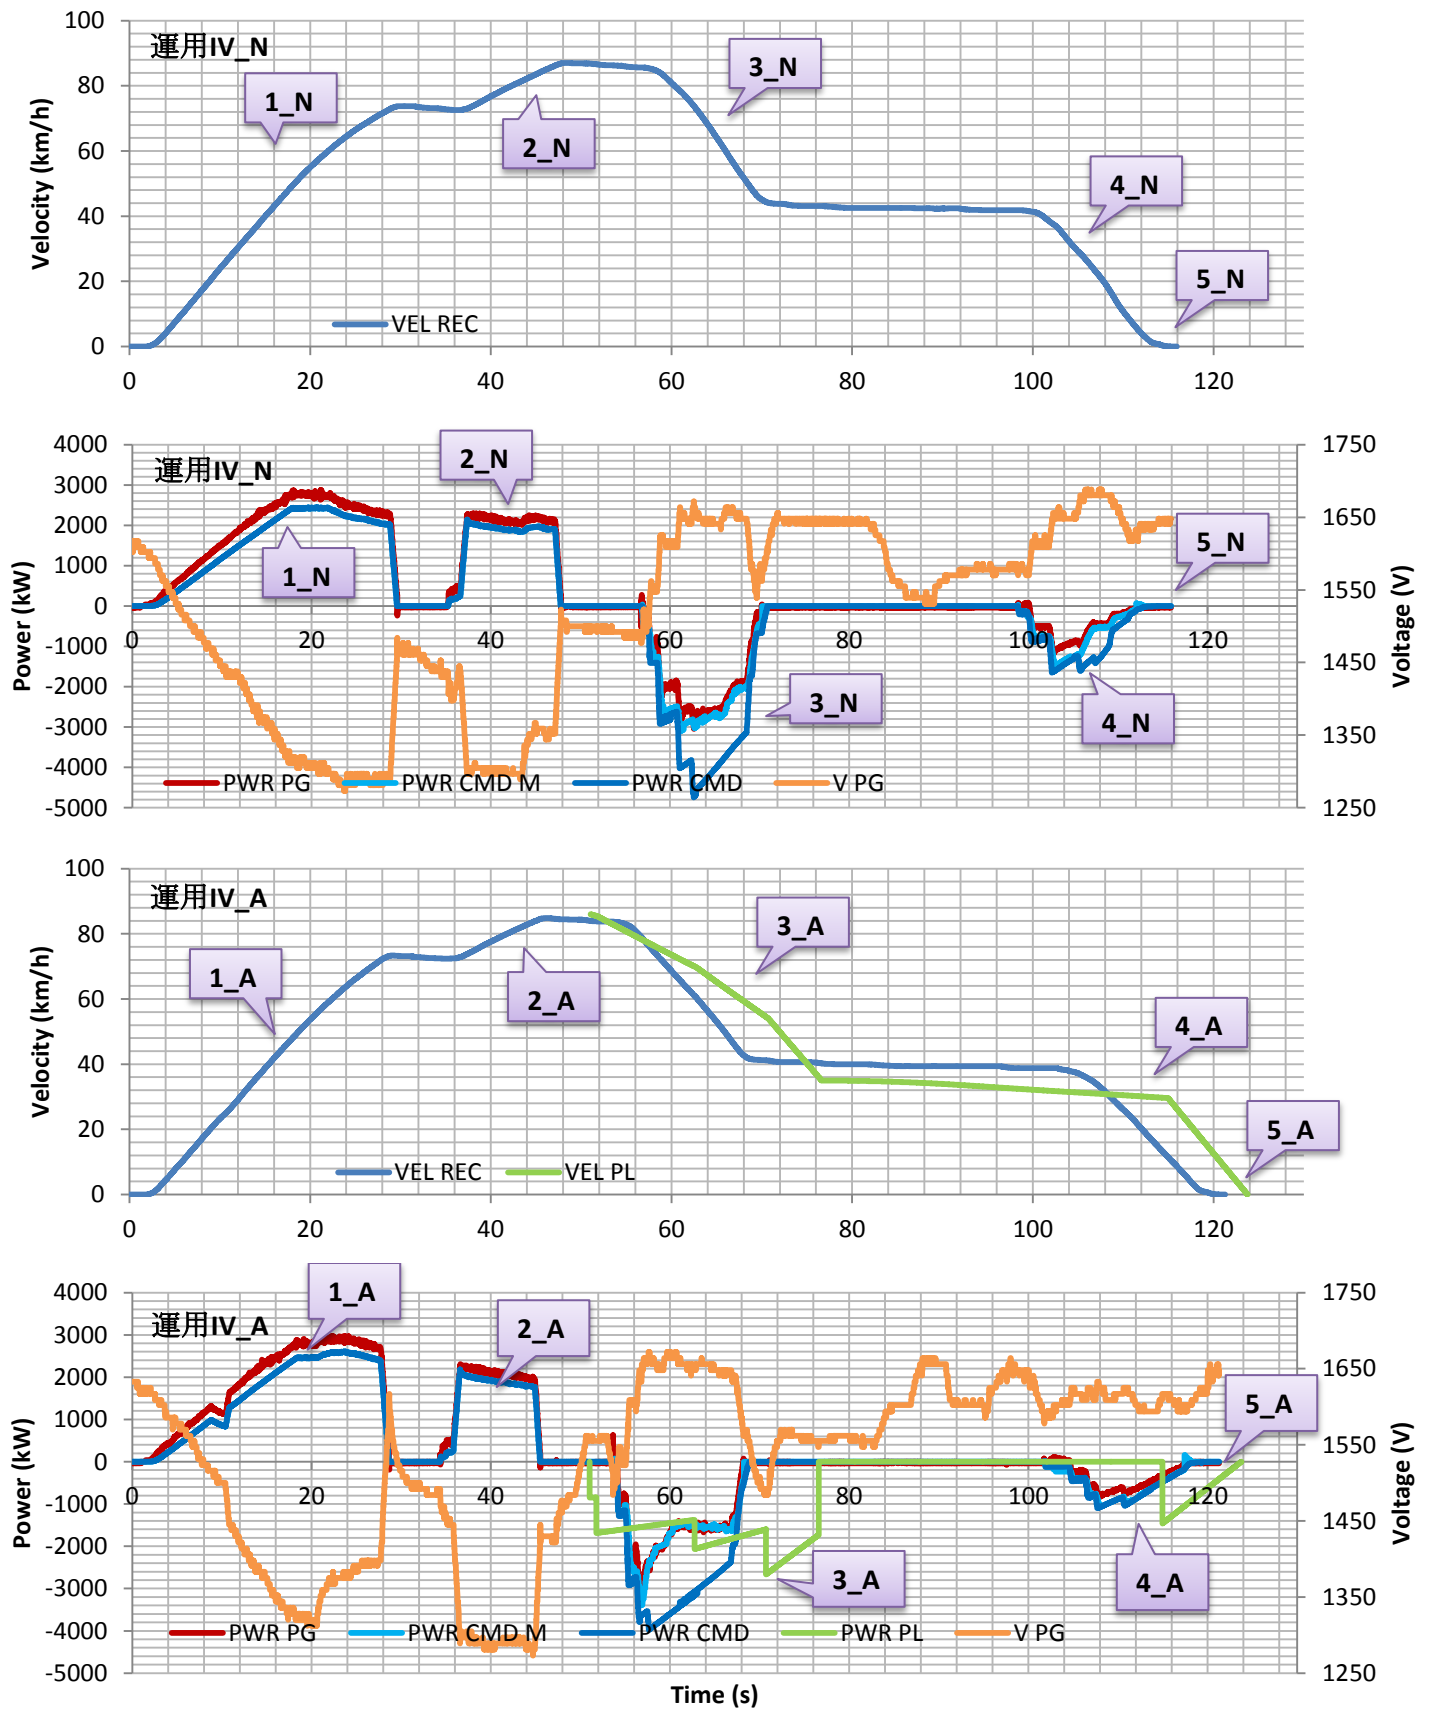 運用IV_N
Velocity (km/h)
100
80
60
40
20
0
0 20 40 60 80 100 120
1_N
2_N
3_N
4_N
5_N
VEL REC
運用IV_N
Power (kW)
4000
3000
2000
1000
0
-1000
-2000
-3000
-4000
-5000
0 20 40 60 80 100 120
1750
1650
1550
1450
1350
1250
Voltage (V)
1_N
2_N
3_N
4_N
5_N
PWR PG PWR CMD M PWR CMD V PG
運用IV_A
Velocity (km/h)
100
80
60
40
20
0
0 20 40 60 80 100 120
1_A
2_A
3_A
4_A
5_A
VEL REC VEL PL
運用IV_A
Power (kW)
4000
3000
2000
1000
0
-1000
-2000
-3000
-4000
-5000
0 20 40 60 80 100 120
1750
1650
1550
1450
1350
1250
Voltage (V)
1_A
2_A
3_A
4_A
5_A
PWR PG PWR CMD M PWR CMD PWR PL V PG
Time (s)